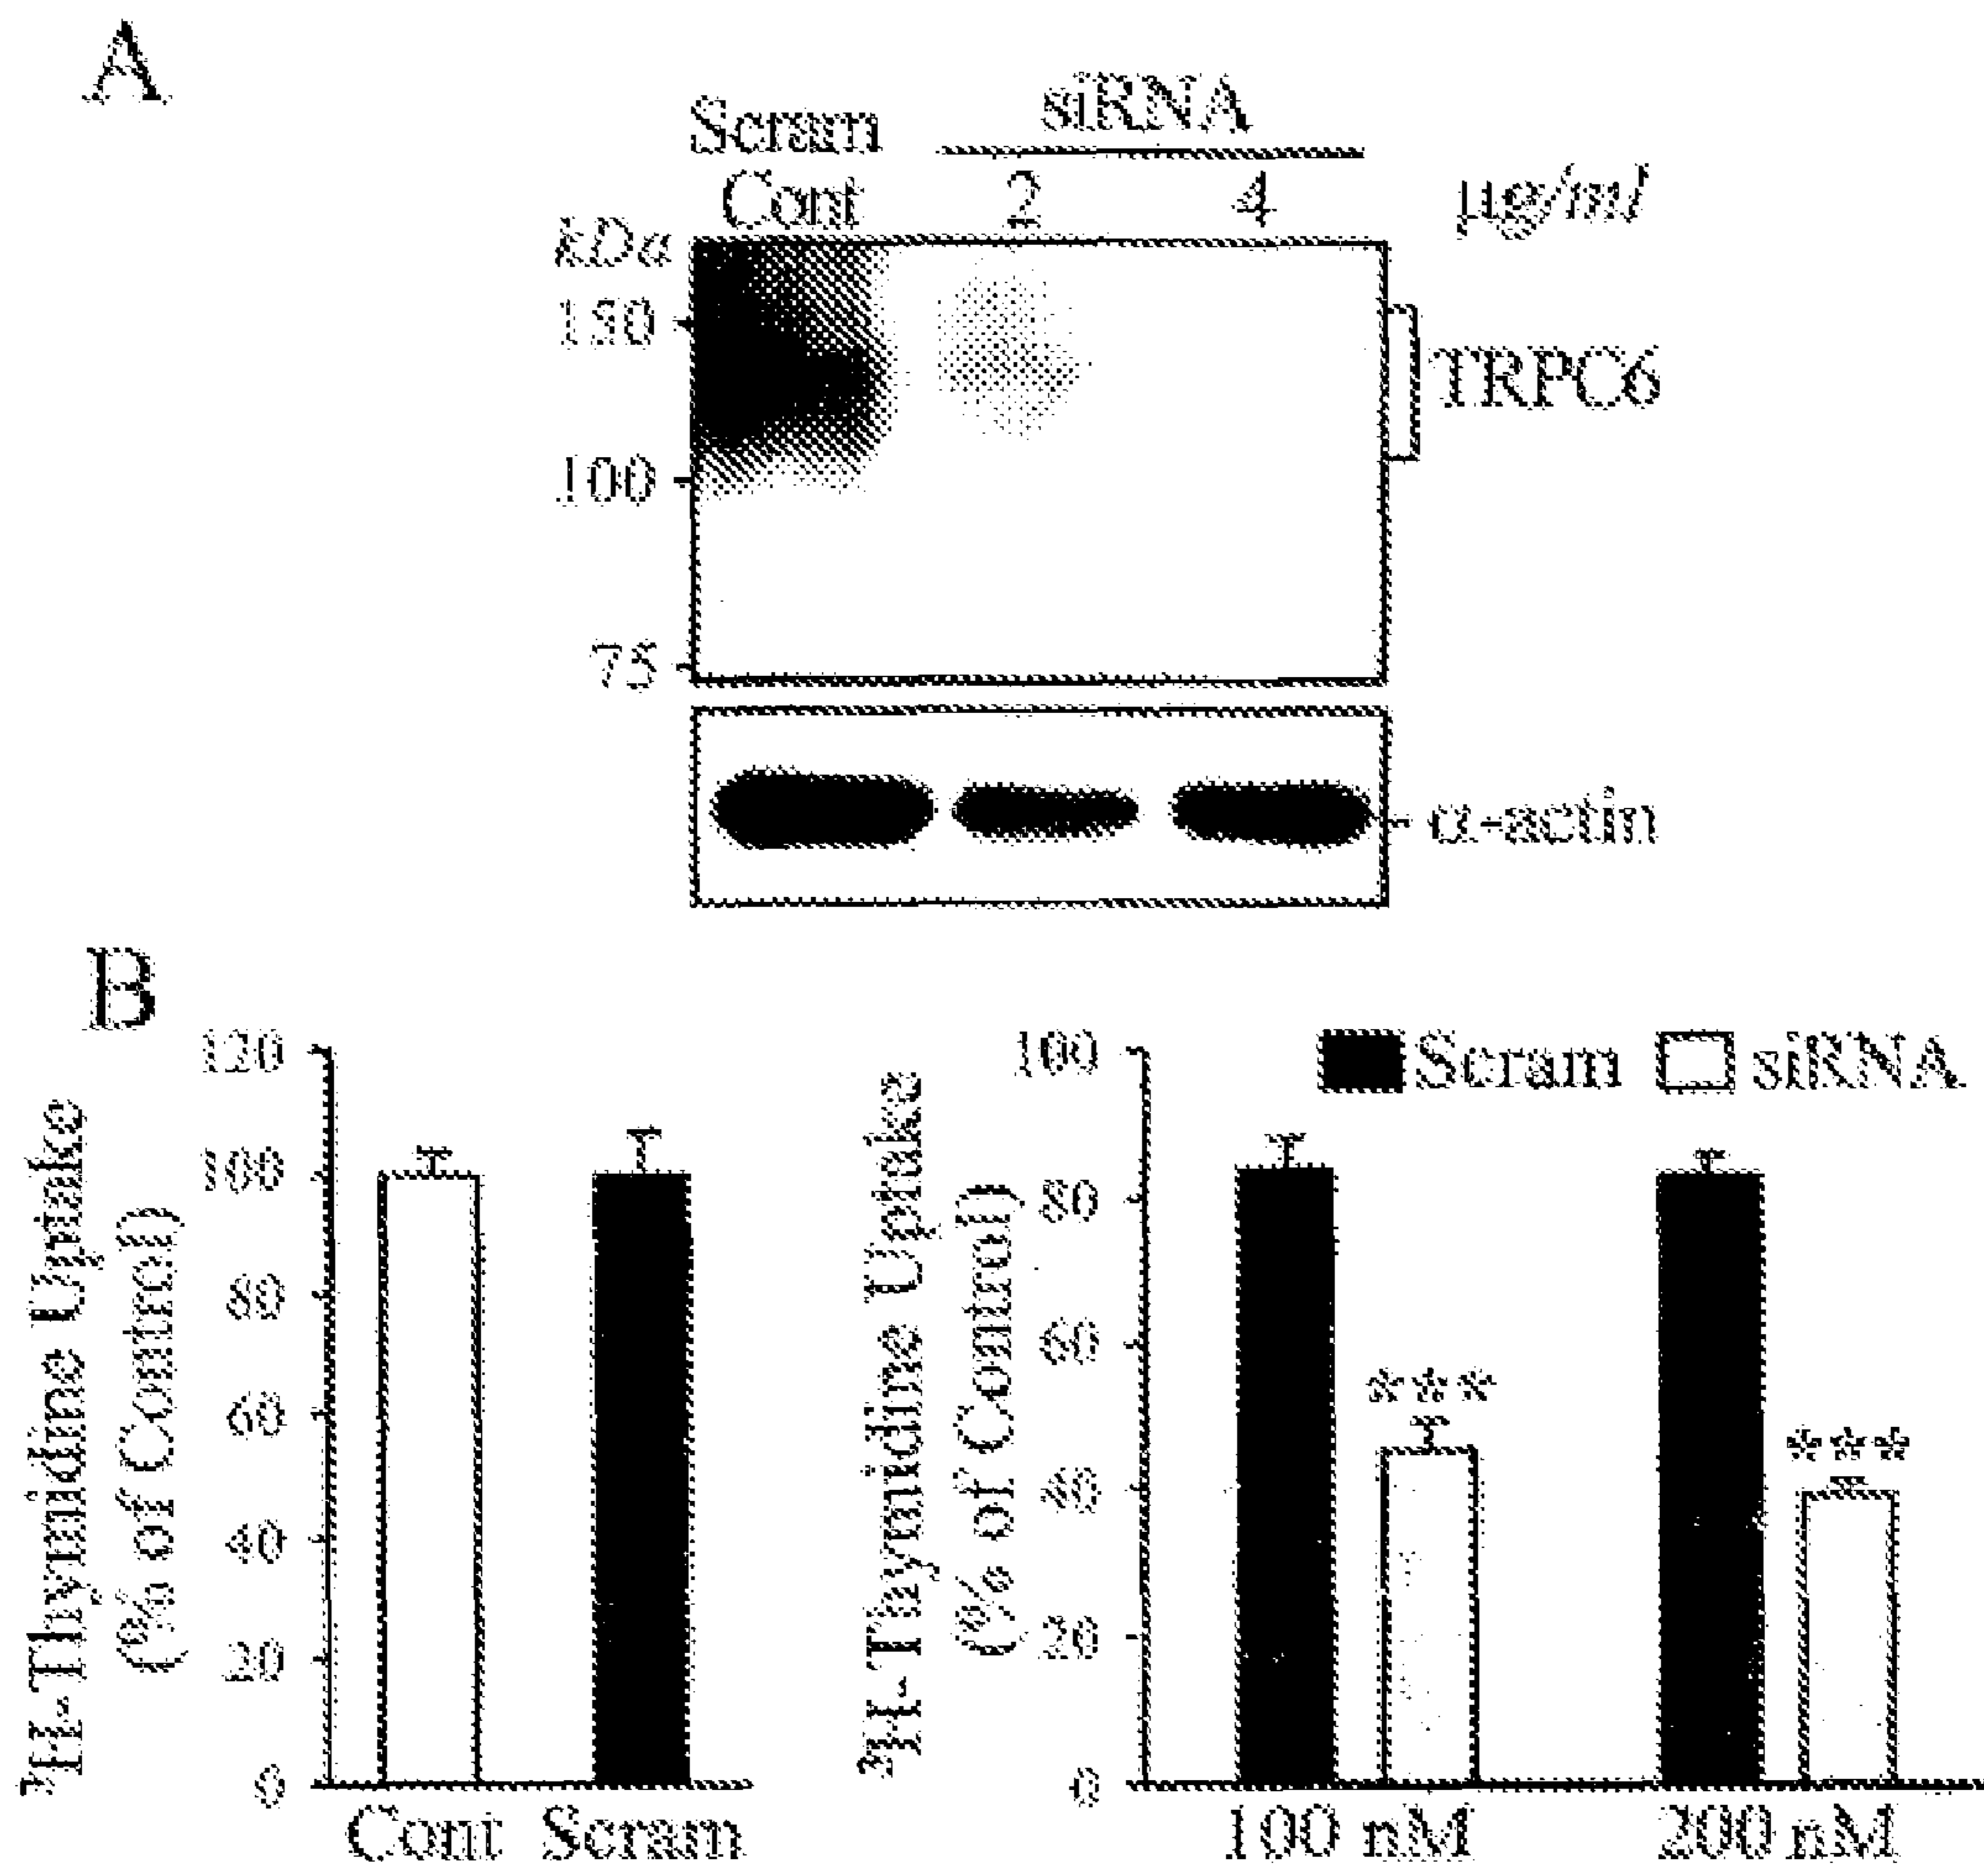 A
Scram
Cont
siRNA
2 4 µg/ml
kDa
150
100
75
TRPC6
α-actin
B
³H-Thymidine Uptake
(% of Control)
120
100
80
60
40
20
0
Cont Scram
³H-Thymidine Uptake
(% of Control)
100
80
60
40
20
0
Scram siRNA
***
***
100 nM 200 nM